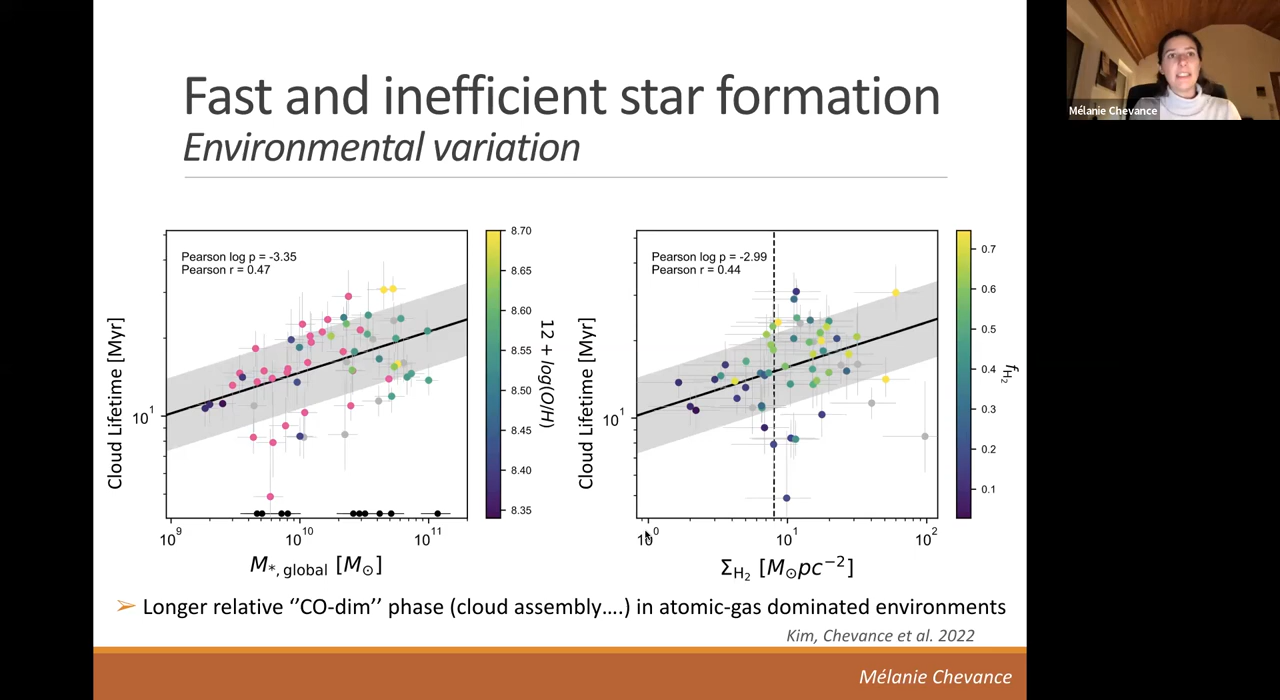 Fast and inefficient star formation
Environmental variation
Mélanie Chevance
Pearson log p = -3.35
Pearson r = 0.47
Cloud Lifetime [Myr]
10¹
10⁹
10¹⁰
10¹¹
M*, global [M☉]
8.70
8.65
8.60
8.55
8.50
8.45
8.40
8.35
12 + log(O/H)
Pearson log p = -2.99
Pearson r = 0.44
Cloud Lifetime [Myr]
10¹
10⁰
10¹
10²
Σ_H₂ [M☉pc⁻²]
0.7
0.6
0.5
0.4
0.3
0.2
0.1
f_H₂
➢ Longer relative ‘’CO-dim’’ phase (cloud assembly….) in atomic-gas dominated environments
Kim, Chevance et al. 2022
Mélanie Chevance